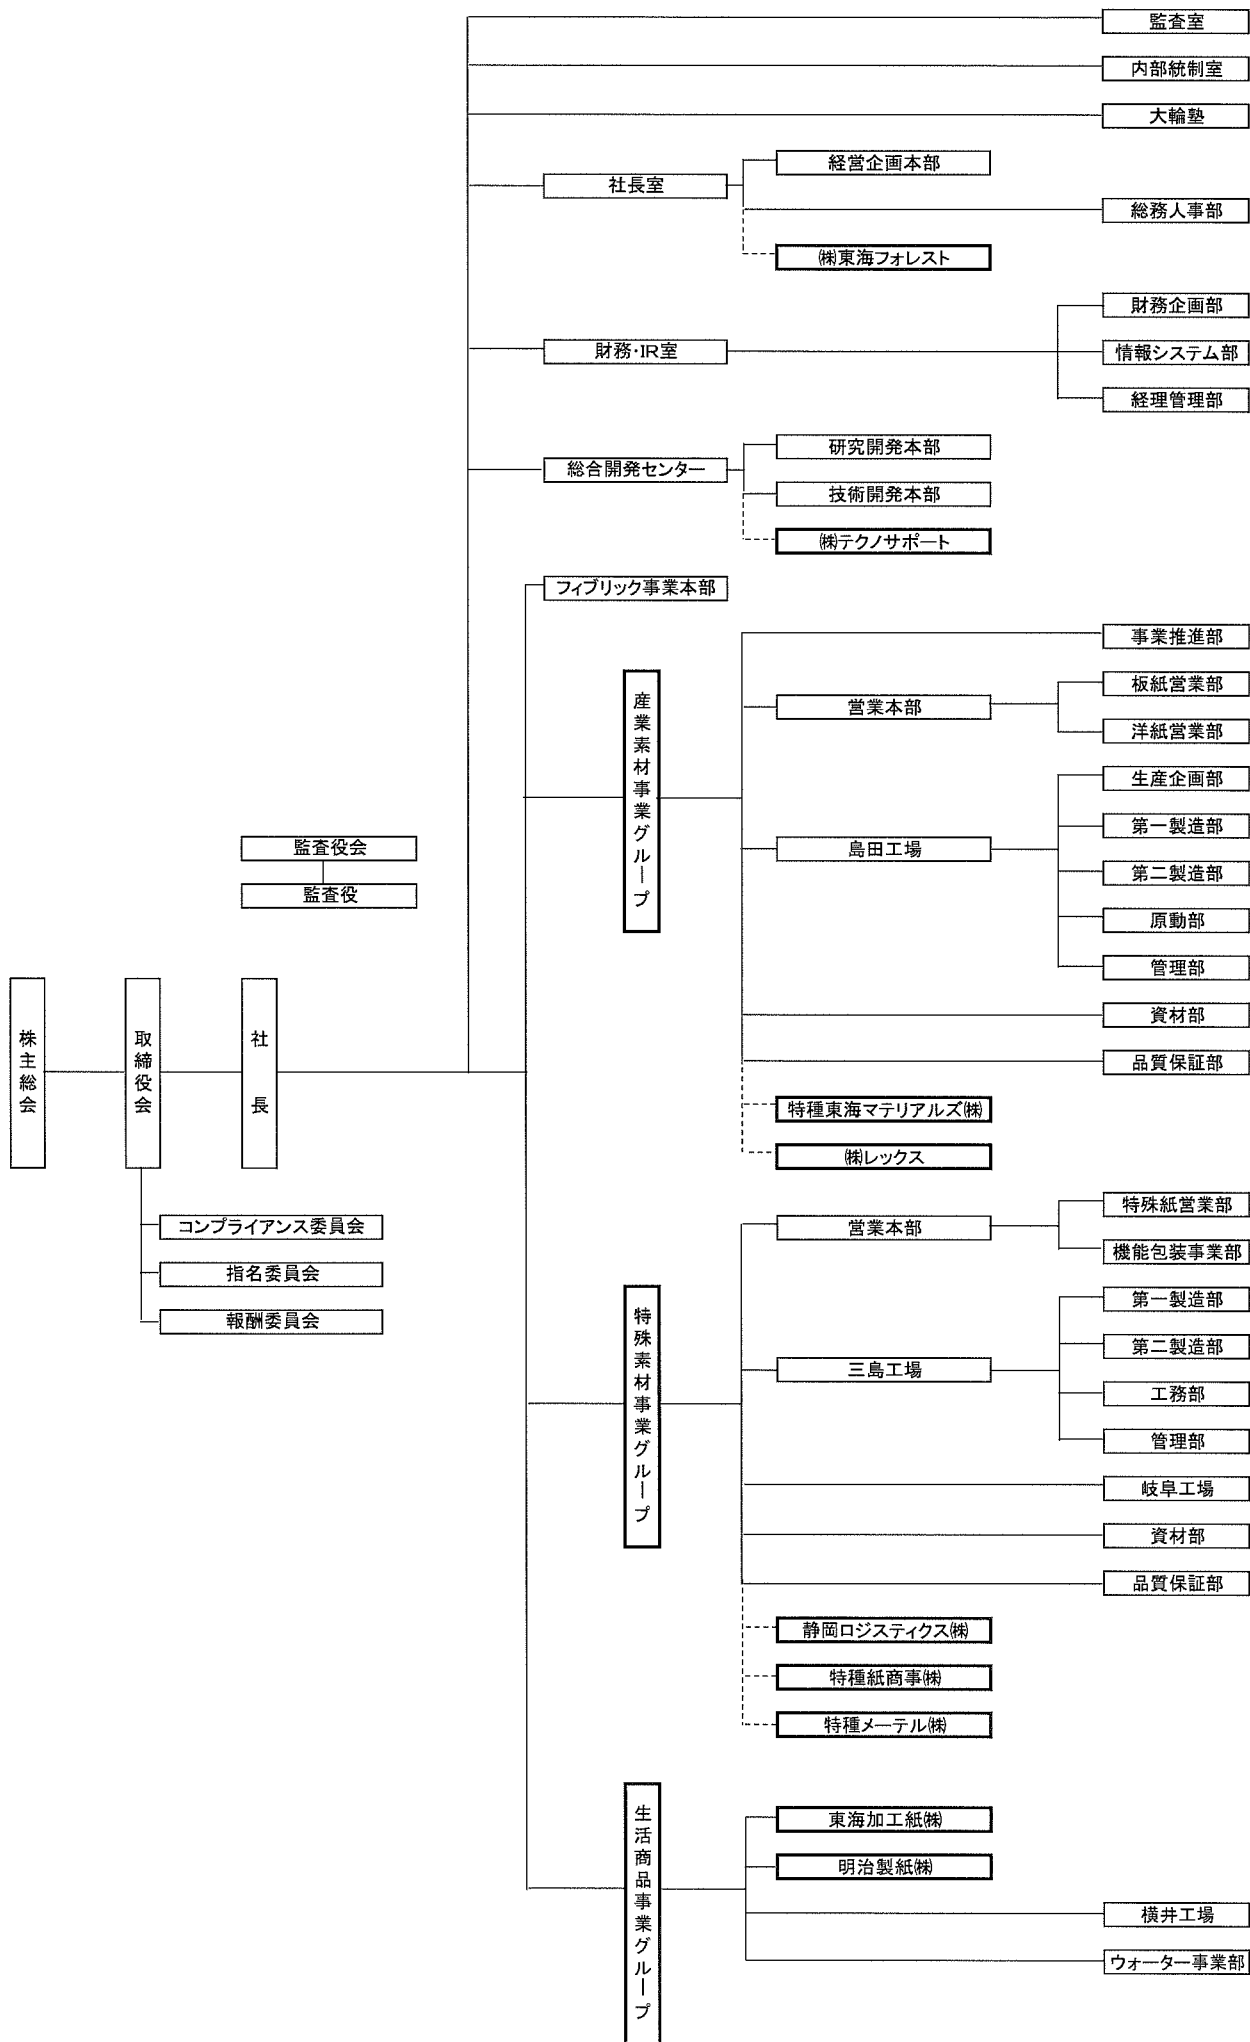 監査室
内部統制室
大輪塾
経営企画本部
社長室
総務人事部
㈱東海フォレスト
財務企画部
財務・IR室
情報システム部
経理管理部
研究開発本部
総合開発センター
技術開発本部
㈱テクノサポート
フィブリック事業本部
産業素材事業グループ
事業推進部
営業本部
板紙営業部
洋紙営業部
島田工場
生産企画部
第一製造部
第二製造部
原動部
管理部
資材部
品質保証部
特種東海マテリアルズ㈱
㈱レックス
監査役会
監査役
株主総会
取締役会
社長
コンプライアンス委員会
指名委員会
報酬委員会
特殊素材事業グループ
営業本部
特殊紙営業部
機能包装事業部
三島工場
第一製造部
第二製造部
工務部
管理部
岐阜工場
資材部
品質保証部
静岡ロジスティクス㈱
特種紙商事㈱
特種メーテル㈱
生活商品事業グループ
東海加工紙㈱
明治製紙㈱
横井工場
ウォーター事業部